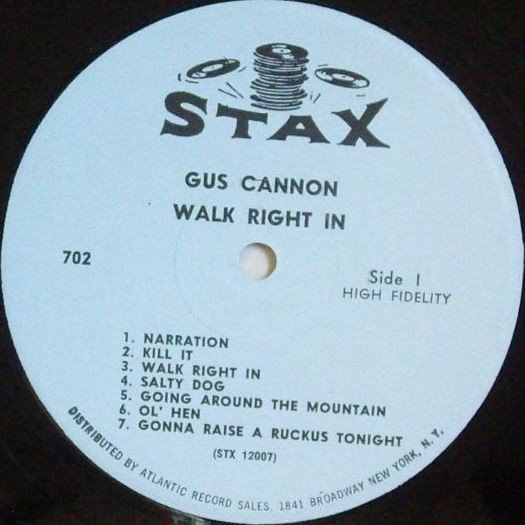 STAX
GUS CANNON
WALK RIGHT IN
702
Side 1
HIGH FIDELITY
1. NARRATION
2. KILL IT
3. WALK RIGHT IN
4. SALTY DOG
5. GOING AROUND THE MOUNTAIN
6. OL' HEN
7. GONNA RAISE A RUCKUS TONIGHT
(STX 12007)
DISTRIBUTED BY ATLANTIC RECORD SALES, 1841 BROADWAY NEW YORK, N. Y.